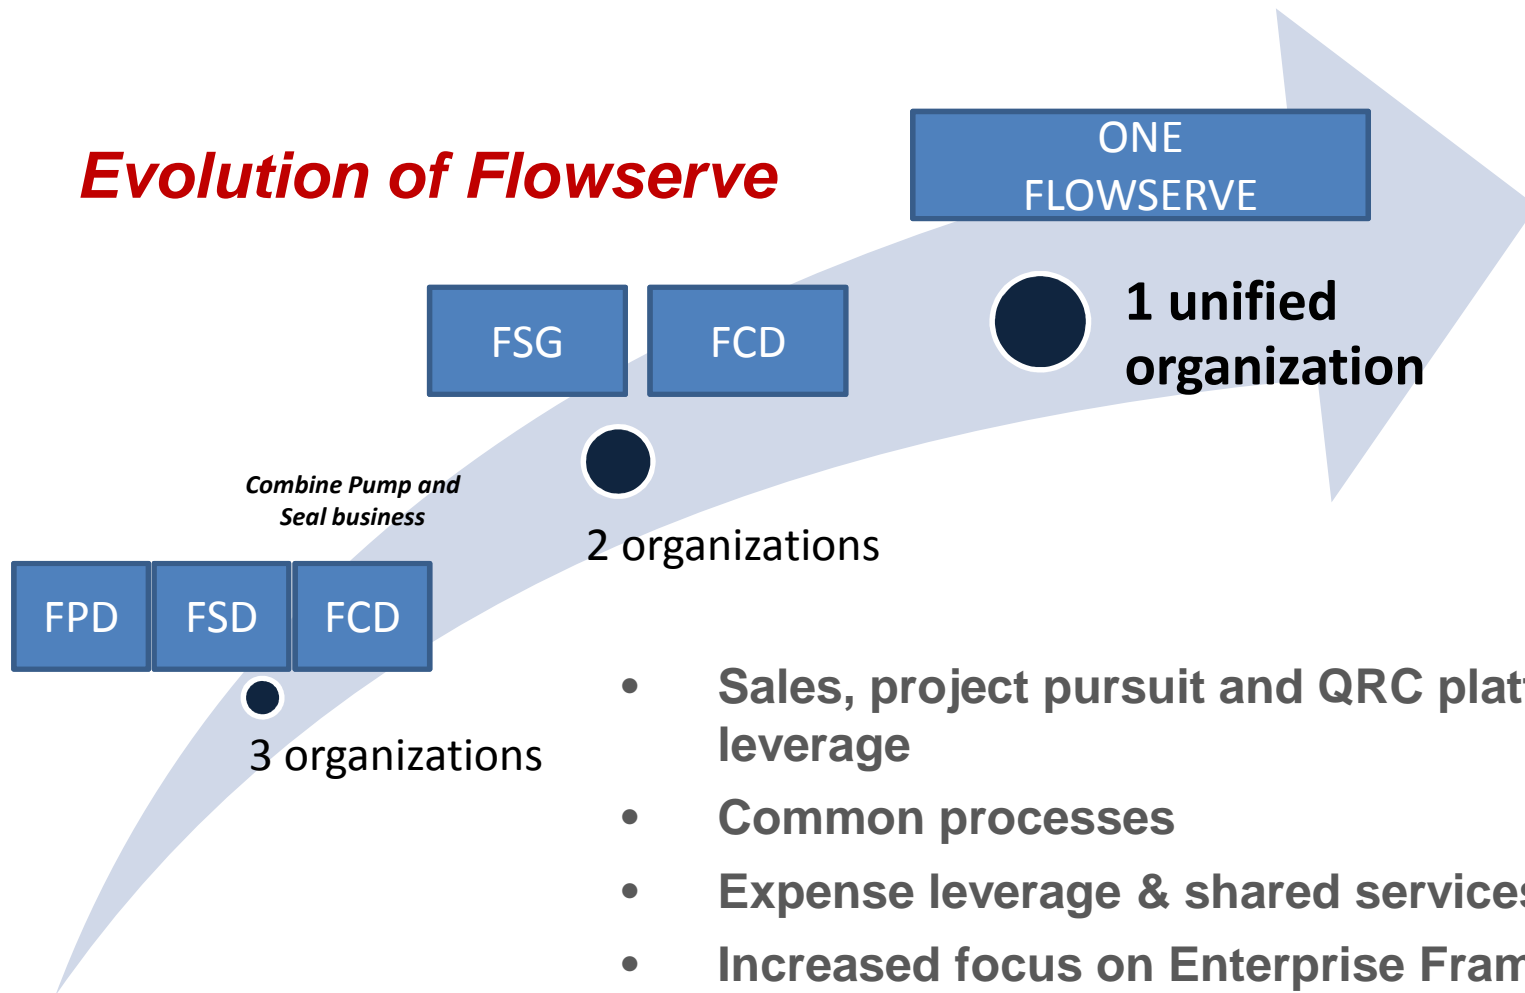 Evolution of Flowserve
ONE
FLOWSERVE
1 unified
organization
FSG
FCD
2 organizations
Combine Pump and
Seal business
FPD
FSD
FCD
3 organizations
• Sales, project pursuit and QRC
leverage
• Common processes
• Expense leverage & shared services
• Increased focus on Enterprise